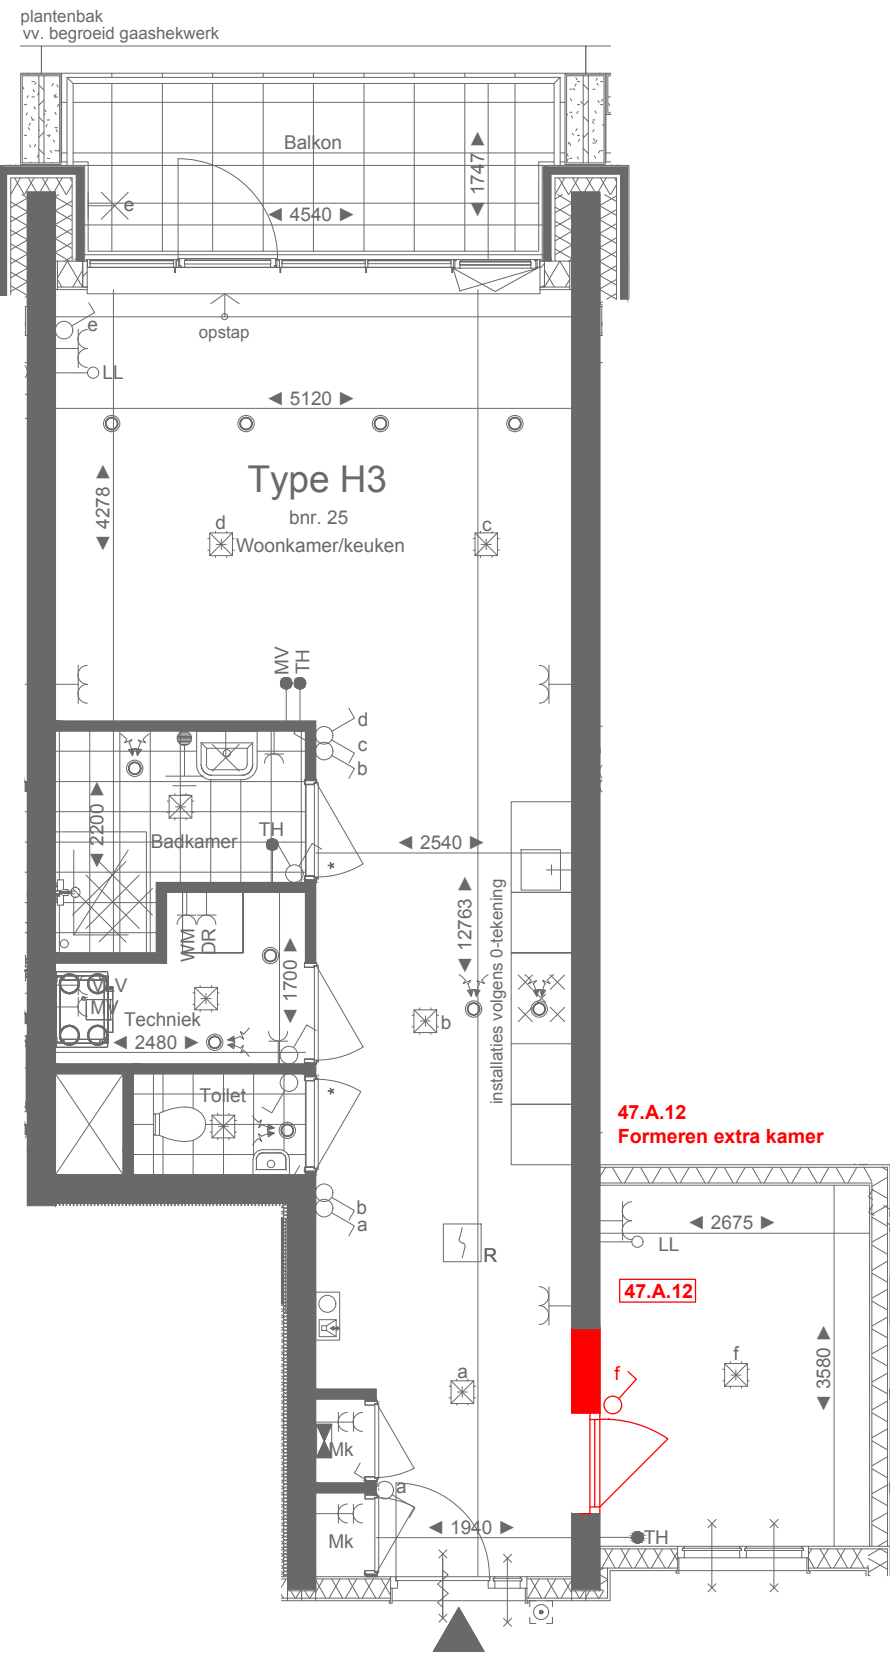 plantenbak
vv. begroeid gaashekwerk
Balkon
1747
e
4540
e
opstap
LL
5120
4278
Type H3
bnr. 25
d
c
Woonkamer/keuken
MV
TH
d
c
b
2200
Badkamer
TH
*
2540
12763
installaties volgens 0-tekening
WM
DR
1700
MV
Techniek
2480
b
Toilet
*
47.A.12
Formeren extra kamer
b
a
R
2675
LL
47.A.12
f
f
3580
a
Mk
a
Mk
1940
TH